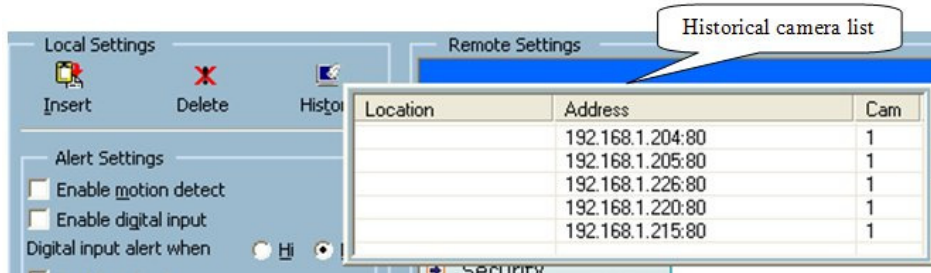 Historical camera list
Local Settings
Remote Settings
Insert Delete
Location Address Cam
192.168.1.204:80 1
192.168.1.205:80 1
192.168.1.226:80 1
192.168.1.220:80 1
192.168.1.215:80 1
Alert Settings
Enable motion detect
Enable digital input
Digital input alert when Hi
Security